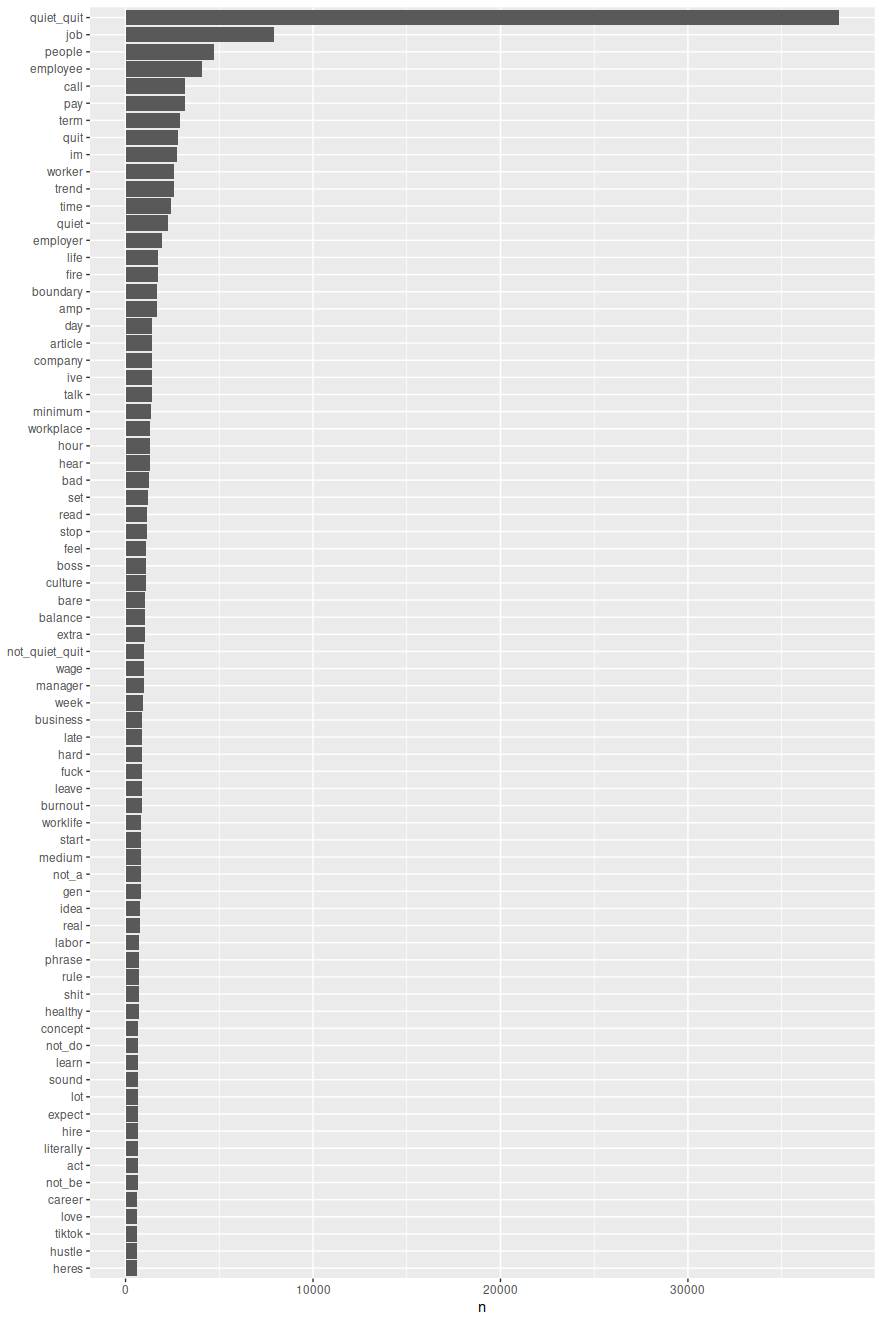 quiet_quit
job
people
employee
call
pay
term
quit
im
worker
trend
time
quiet
employer
life
fire
boundary
amp
day
article
company
ive
talk
minimum
workplace
hour
hear
bad
set
read
stop
feel
boss
culture
bare
balance
extra
not_quiet_quit
wage
manager
week
business
late
hard
fuck
leave
burnout
worklife
start
medium
not_a
gen
idea
real
labor
phrase
rule
shit
healthy
concept
not_do
learn
sound
lot
expect
hire
literally
act
not_be
career
love
tiktok
hustle
heres
0 10000 20000 30000
n